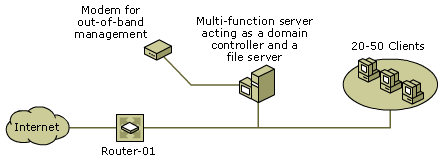 Modem for
out-of-band
management
Multi-function server
acting as a domain
controller and a
file server
20-50 Clients
Internet
Router-01